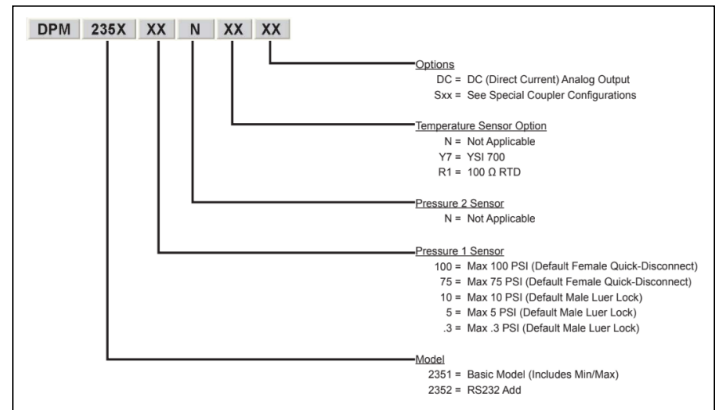 DPM 235X XX N XX XX
Options
DC = DC (Direct Current) Analog Output
Sxx = See Special Coupler Configurations
Temperature Sensor Option
N = Not Applicable
Y7 = YSI 700
R1 = 100 Ω RTD
Pressure 2 Sensor
N = Not Applicable
Pressure 1 Sensor
100 = Max 100 PSI (Default Female Quick-Disconnect)
75 = Max 75 PSI (Default Female Quick-Disconnect)
10 = Max 10 PSI (Default Male Luer Lock)
5 = Max 5 PSI (Default Male Luer Lock)
.3 = Max .3 PSI (Default Male Luer Lock)
Model
2351 = Basic Model (Includes Min/Max)
2352 = RS232 Add